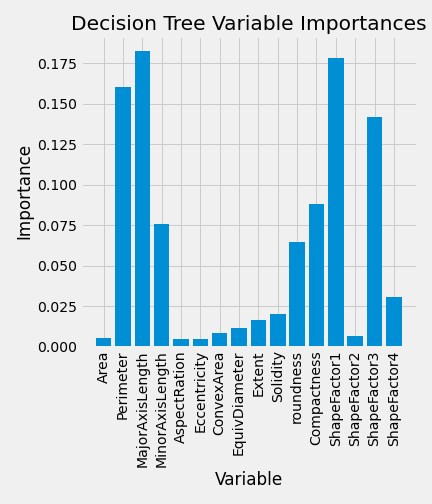 Decision Tree Variable Importances
0.175
0.150
0.125
0.100
0.075
0.050
0.025
0.000
Importance
Area
Perimeter
MajorAxisLength
MinorAxisLength
AspectRation
Eccentricity
ConvexArea
EquivDiameter
Extent
Solidity
roundness
Compactness
ShapeFactor1
ShapeFactor2
ShapeFactor3
ShapeFactor4
Variable